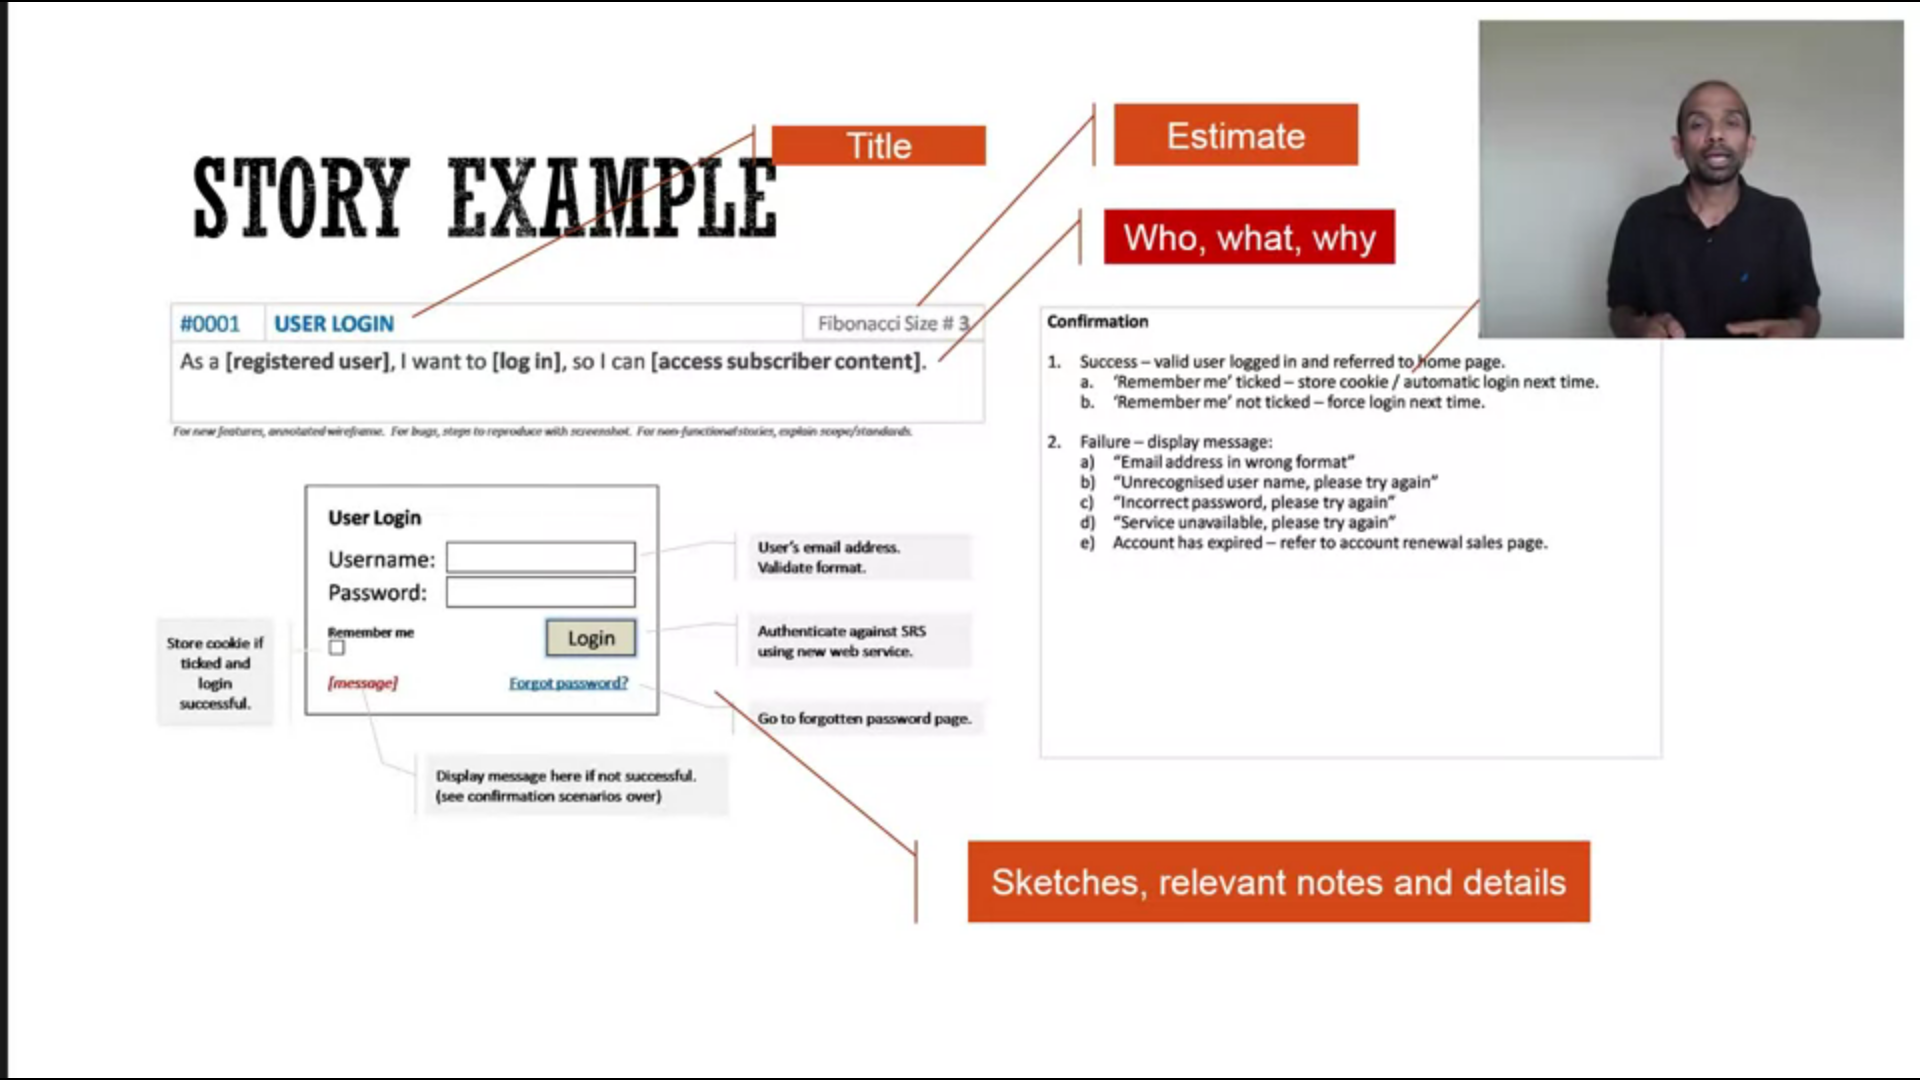 STORY EXAMPLE
Title
Estimate
Who, what, why
#0001 USER LOGIN Fibonacci Size # 3
As a [registered user], I want to [log in], so I can [access subscriber content].
For new features, annotated wireframe. For bugs, steps to reproduce with screenshot. For non-functional stories, explain scope/standards.
User Login
Username:
Password:
Remember me
Login
[message]
Forgot password?
Store cookie if
ticked and
login
successful.
User's email address.
Validate format.
Authenticate against SRS
using new web service.
Go to forgotten password page.
Display message here if not successful.
(see confirmation scenarios over)
Confirmation
1. Success – valid user logged in and referred to home page.
a. ‘Remember me’ ticked – store cookie / automatic login next time.
b. ‘Remember me’ not ticked – force login next time.
2. Failure – display message:
a) “Email address in wrong format”
b) “Unrecognised user name, please try again”
c) “Incorrect password, please try again”
d) “Service unavailable, please try again”
e) Account has expired – refer to account renewal sales page.
Sketches, relevant notes and details